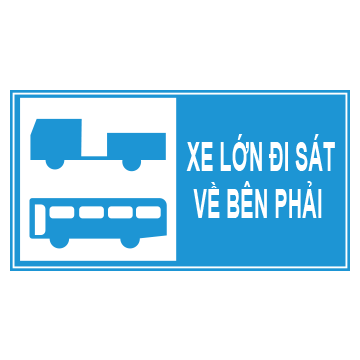 XE LỚN ĐI SÁT
VỀ BÊN PHẢI